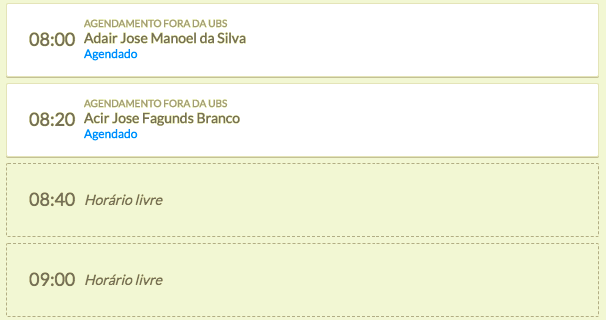 AGENDAMENTO FORA DA UBS
08:00 Adair Jose Manoel da Silva
Agendado
AGENDAMENTO FORA DA UBS
08:20 Acir Jose Fagunds Branco
Agendado
08:40 Horário livre
09:00 Horário livre